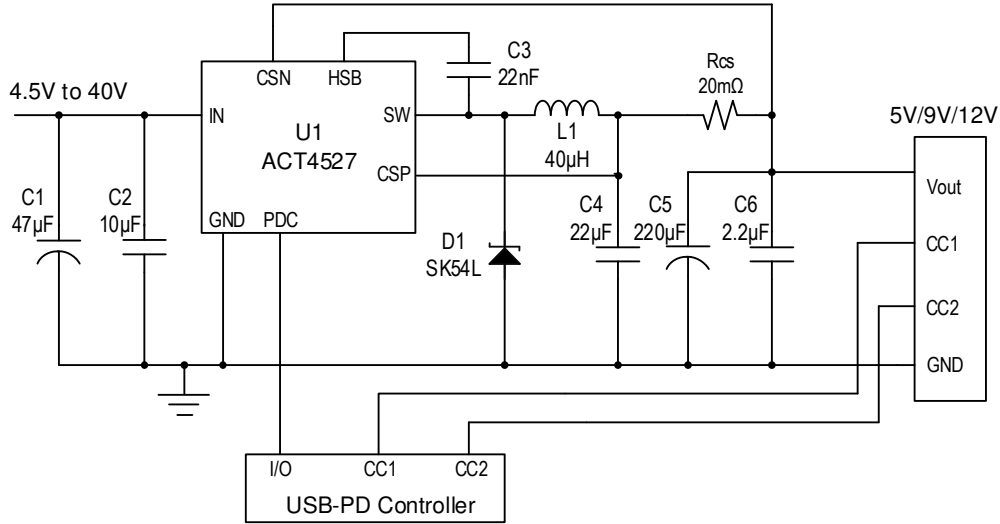 CSN
HSB
C3
22nF
Rcs
20mΩ
4.5V to 40V
IN
SW
5V/9V/12V
U1
ACT4527
L1
40µH
CSP
Vout
C1
47µF
C2
10µF
GND
PDC
D1
SK54L
C4
22µF
C5
220µF
C6
2.2µF
CC1
CC2
GND
I/O
CC1
CC2
USB-PD Controller